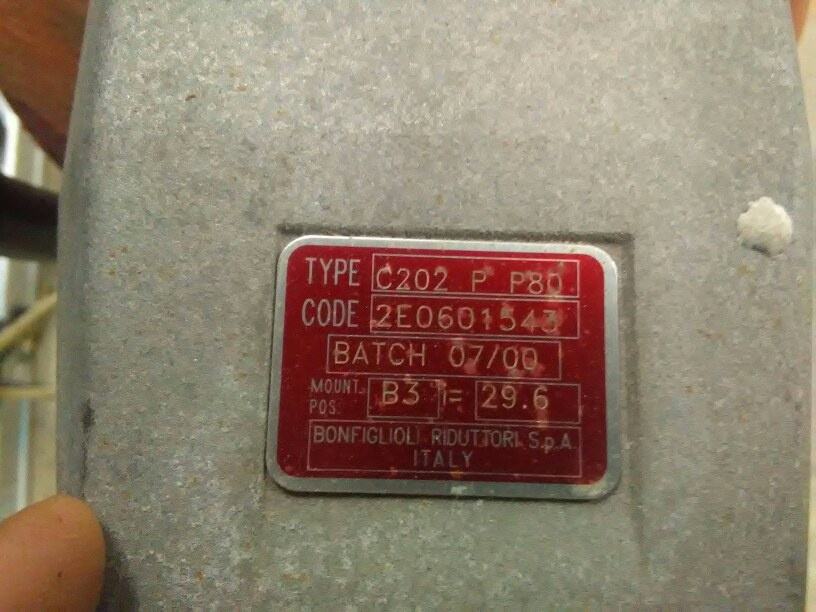 TYPE C202 P P80
CODE 2E0601543
BATCH 07/00
MOUNT. POS. B3 i= 29.6
BONFIGLIOLI RIDUTTORI S.p.A.
ITALY